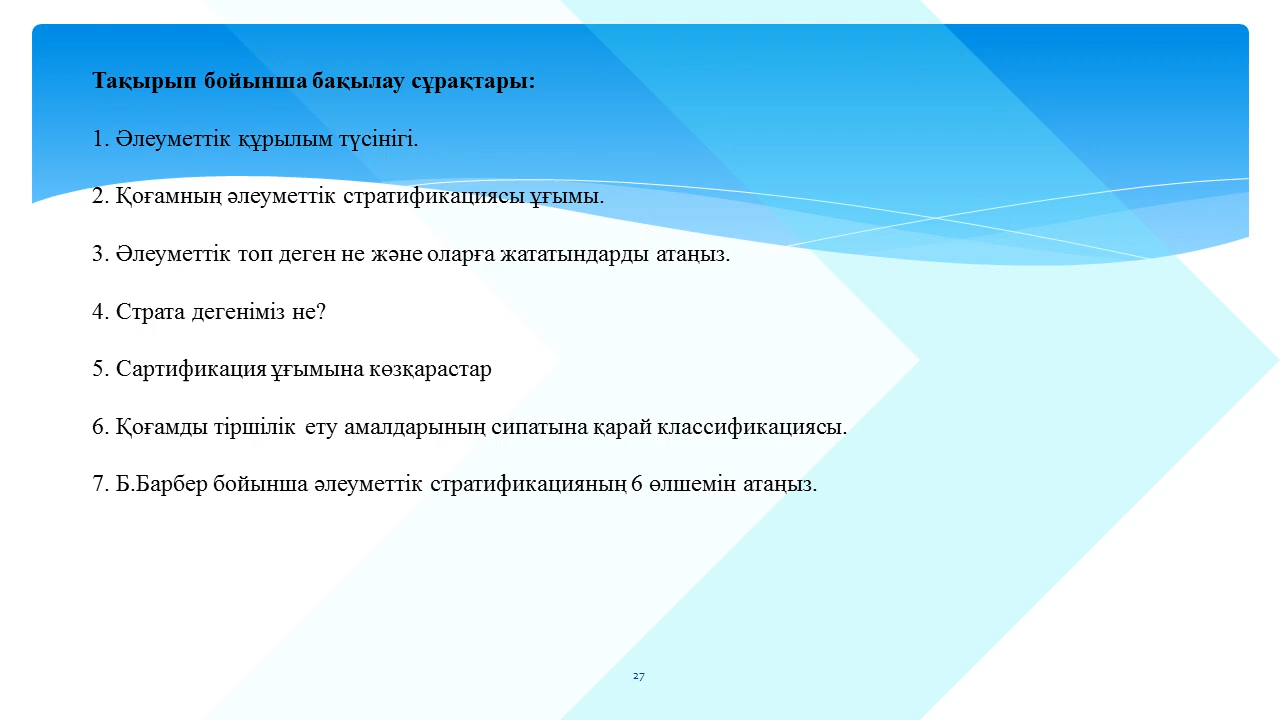 Тақырып бойынша бақылау сұрақтары:
1. Әлеуметтік құрылым түсінігі.
2. Қоғамның әлеуметтік стратификациясы ұғымы.
3. Әлеуметтік топ деген не және оларға жататындарды атаңыз.
4. Страта дегеніміз не?
5. Сартификация ұғымына көзқарастар
6. Қоғамды тіршілік ету амалдарының сипатына қарай классификациясы.
7. Б.Барбер бойынша әлеуметтік стратификацияның 6 өлшемін атаңыз.
27